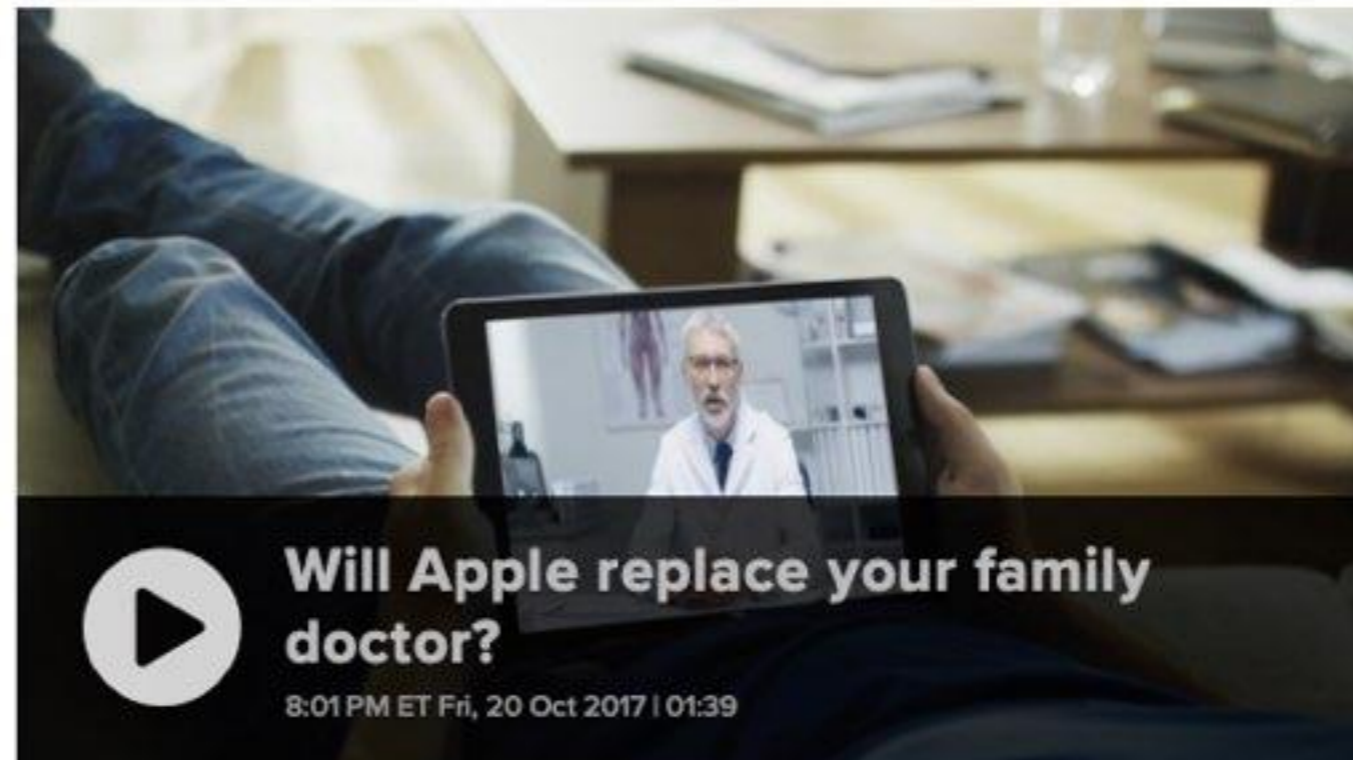 Will Apple replace your family
doctor?
8:01 PM ET Fri, 20 Oct 2017 | 01:39